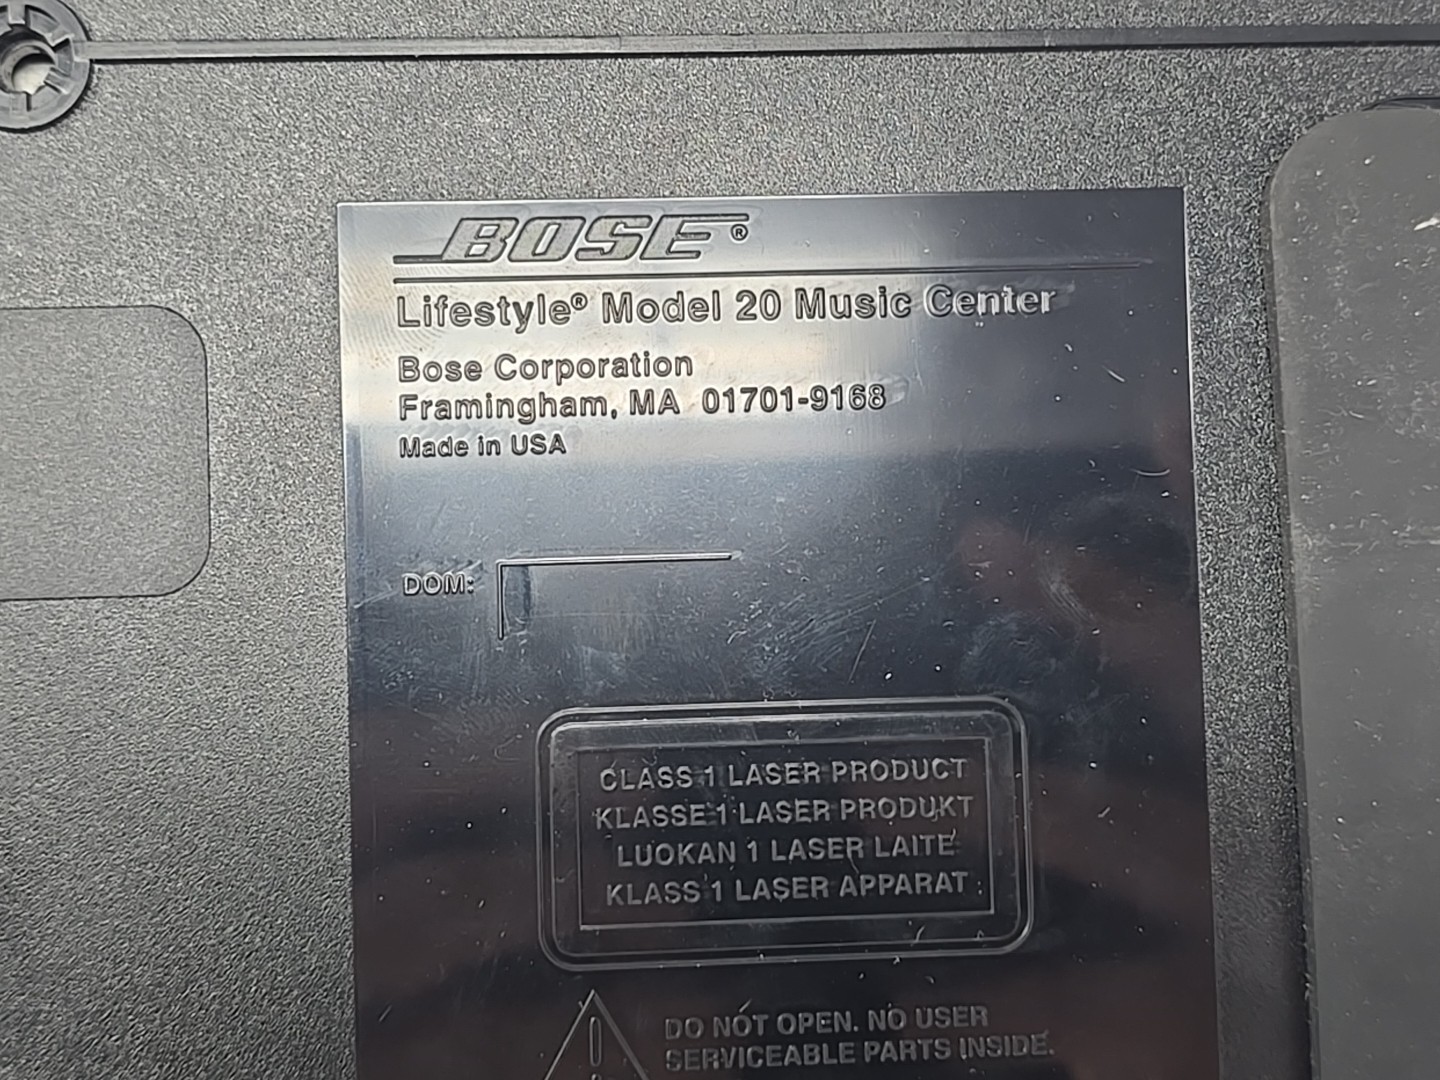 BOSE®
Lifestyle® Model 20 Music Center
Bose Corporation
Framingham, MA 01701-9168
Made in USA
DOM:
CLASS 1 LASER PRODUCT
KLASSE 1 LASER PRODUKT
LUOKAN 1 LASER LAITE
KLASS 1 LASER APPARAT
DO NOT OPEN. NO USER
SERVICEABLE PARTS INSIDE.